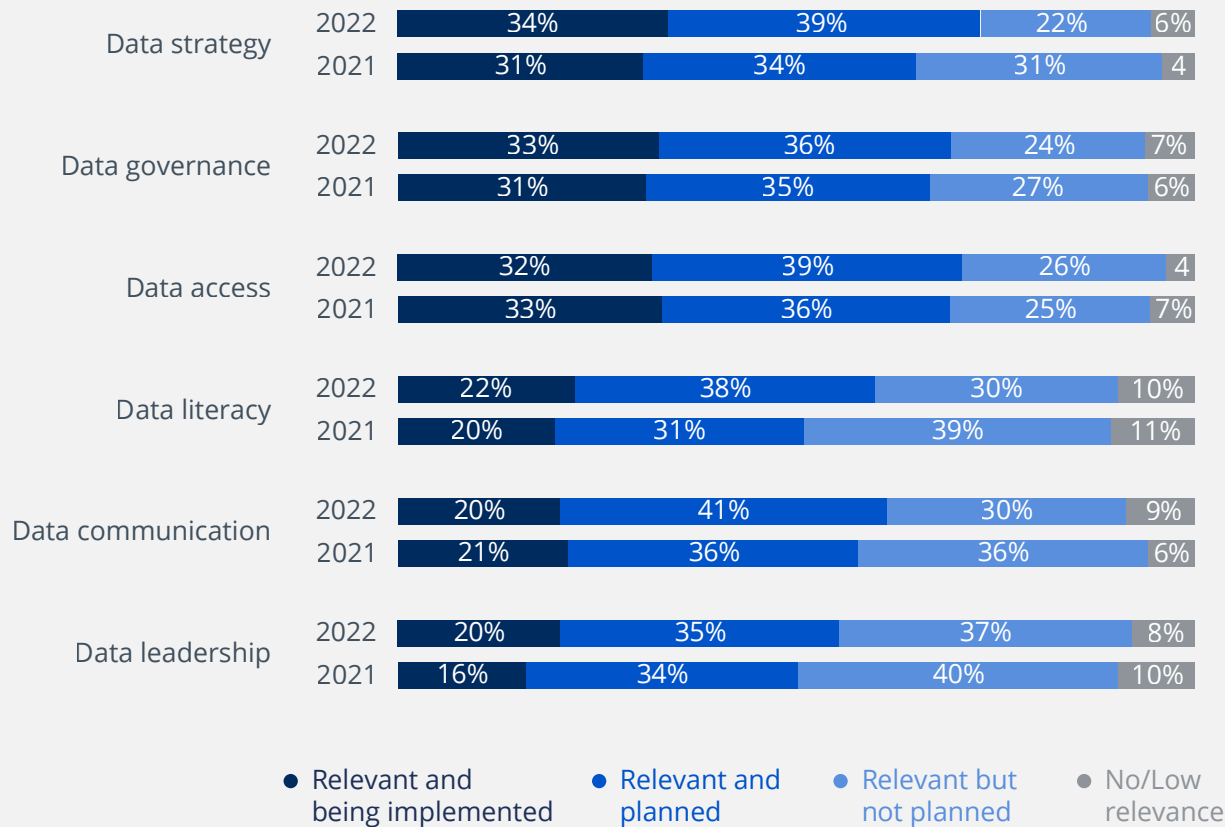 Data strategy
2022 34% 39% 22% 6%
2021 31% 34% 31% 4
Data governance
2022 33% 36% 24% 7%
2021 31% 35% 27% 6%
Data access
2022 32% 39% 26% 4
2021 33% 36% 25% 7%
Data literacy
2022 22% 38% 30% 10%
2021 20% 31% 39% 11%
Data communication
2022 20% 41% 30% 9%
2021 21% 36% 36% 6%
Data leadership
2022 20% 35% 37% 8%
2021 16% 34% 40% 10%
Relevant and
being implemented
Relevant and
planned
Relevant but
not planned
No/Low
relevance